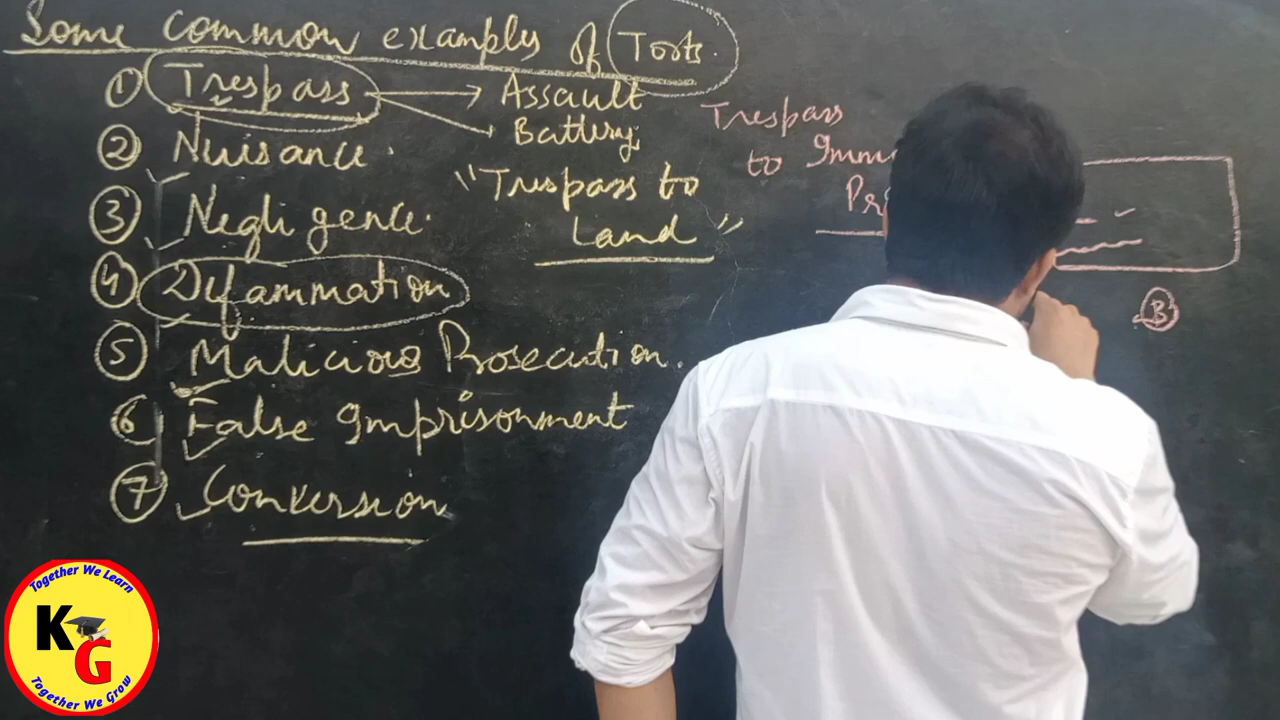 Some common examples of Torts.
① Trespass → Assault
Battery
② Nuisance
③ Negligence
④ Defammation
⑤ Malicious Prosecution.
⑥ False Imprisonment
⑦ Conversion
"Trespass to
Land"
Trespass
to
B
Together We Learn
KG
Together We Grow